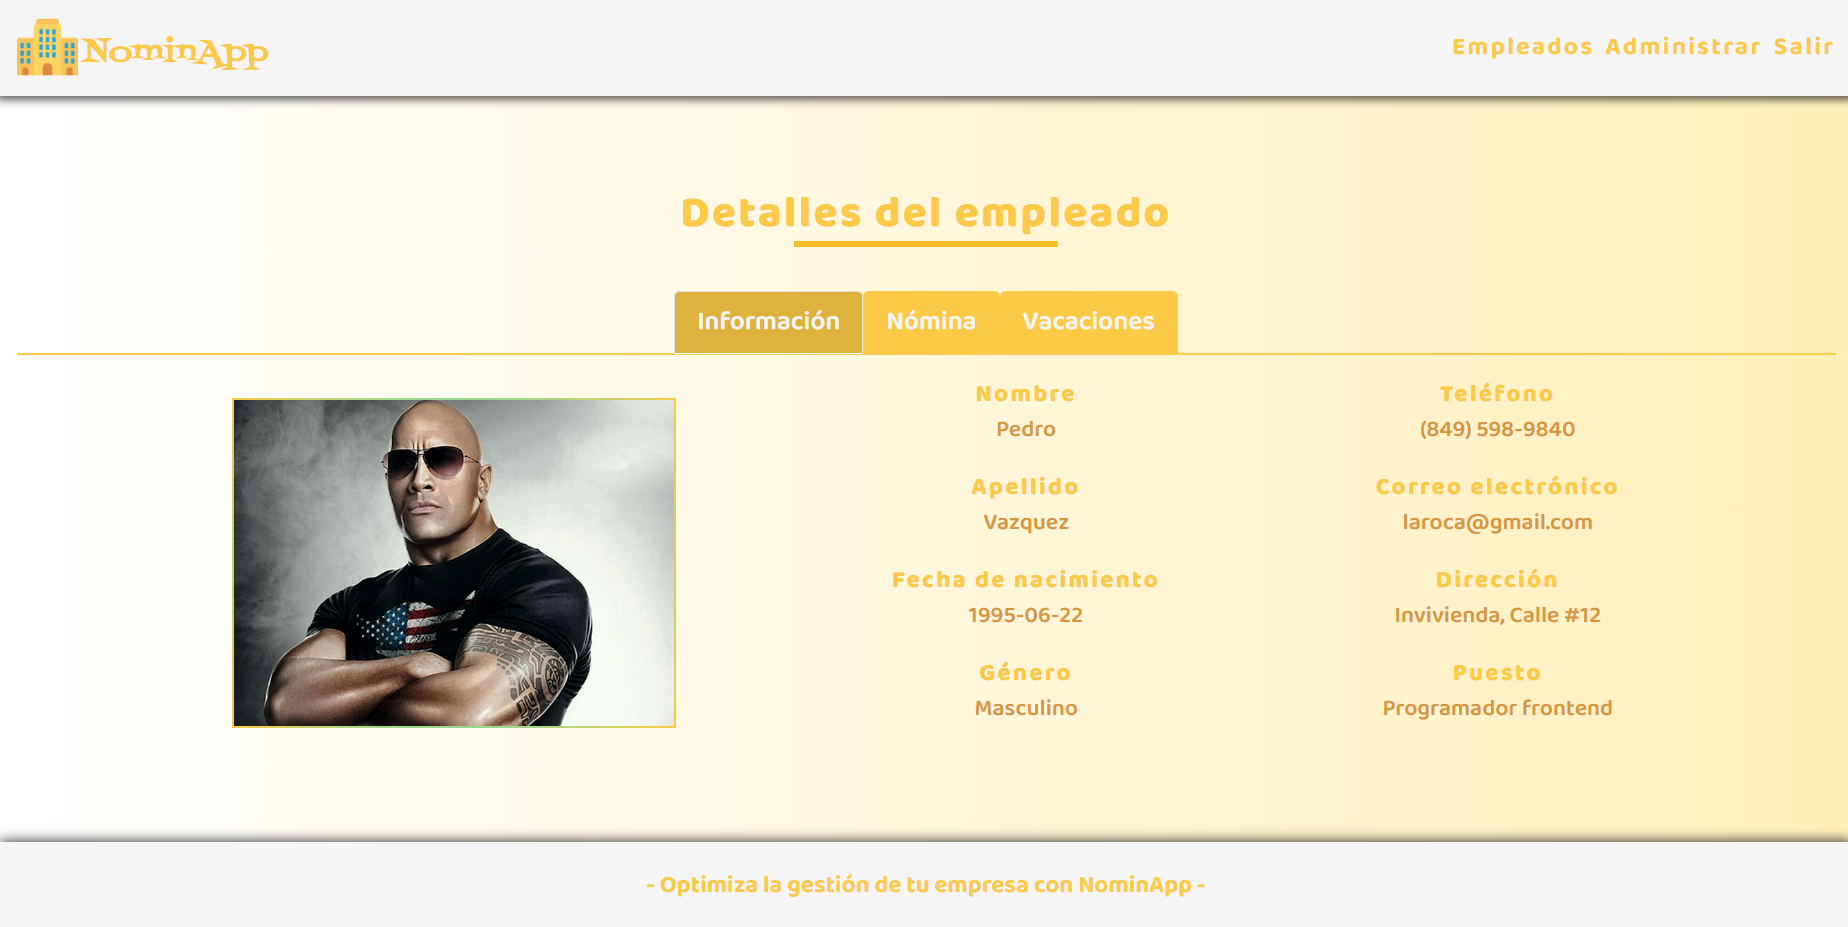 NominApp
Empleados Administrar Salir
Detalles del empleado
Información Nómina Vacaciones
Nombre
Pedro
Apellido
Vazquez
Fecha de nacimiento
1995-06-22
Género
Masculino
Teléfono
(849) 598-9840
Correo electrónico
laroca@gmail.com
Dirección
Invivienda, Calle #12
Puesto
Programador frontend
- Optimiza la gestión de tu empresa con NominApp -